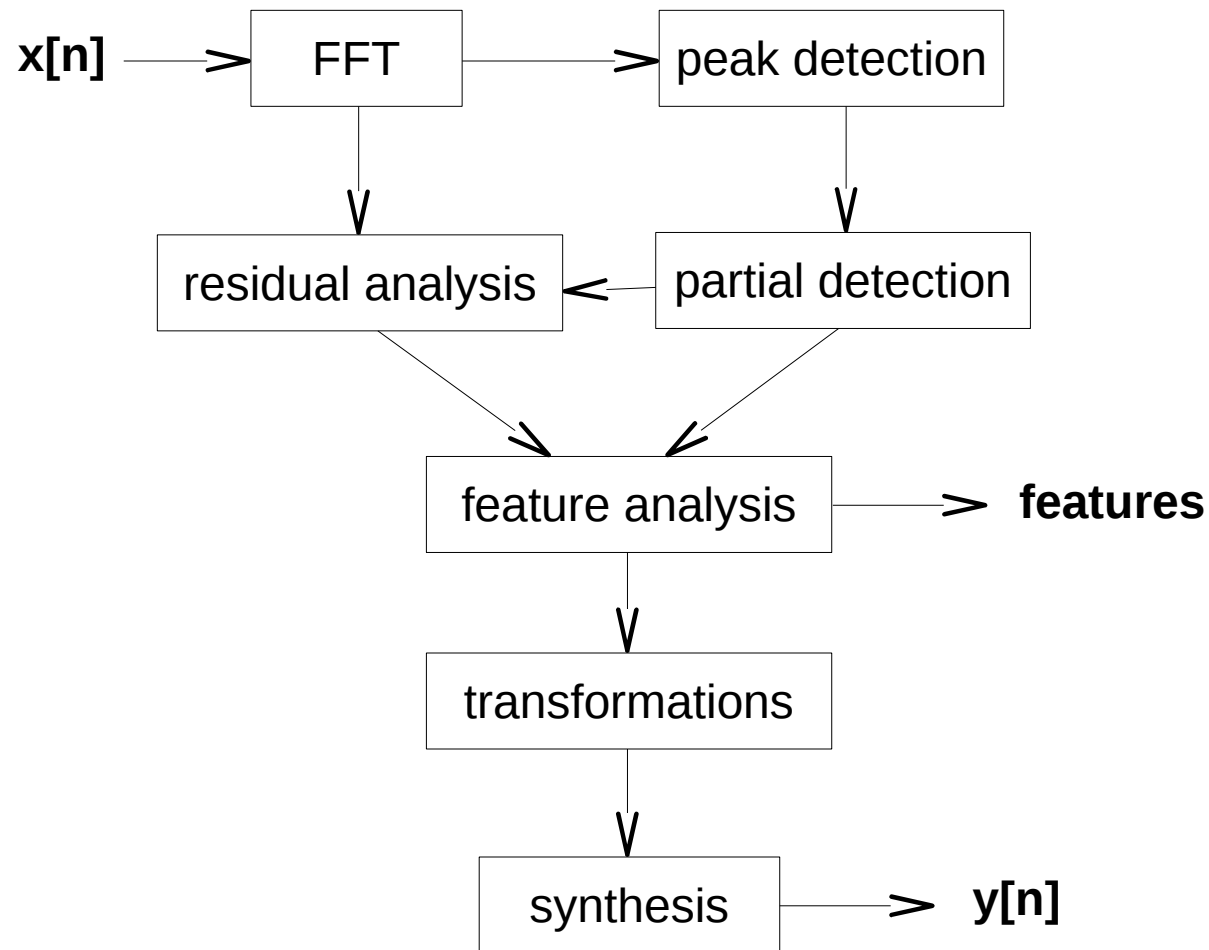 x[n]
FFT
peak detection
residual analysis
partial detection
feature analysis
features
transformations
synthesis
y[n]